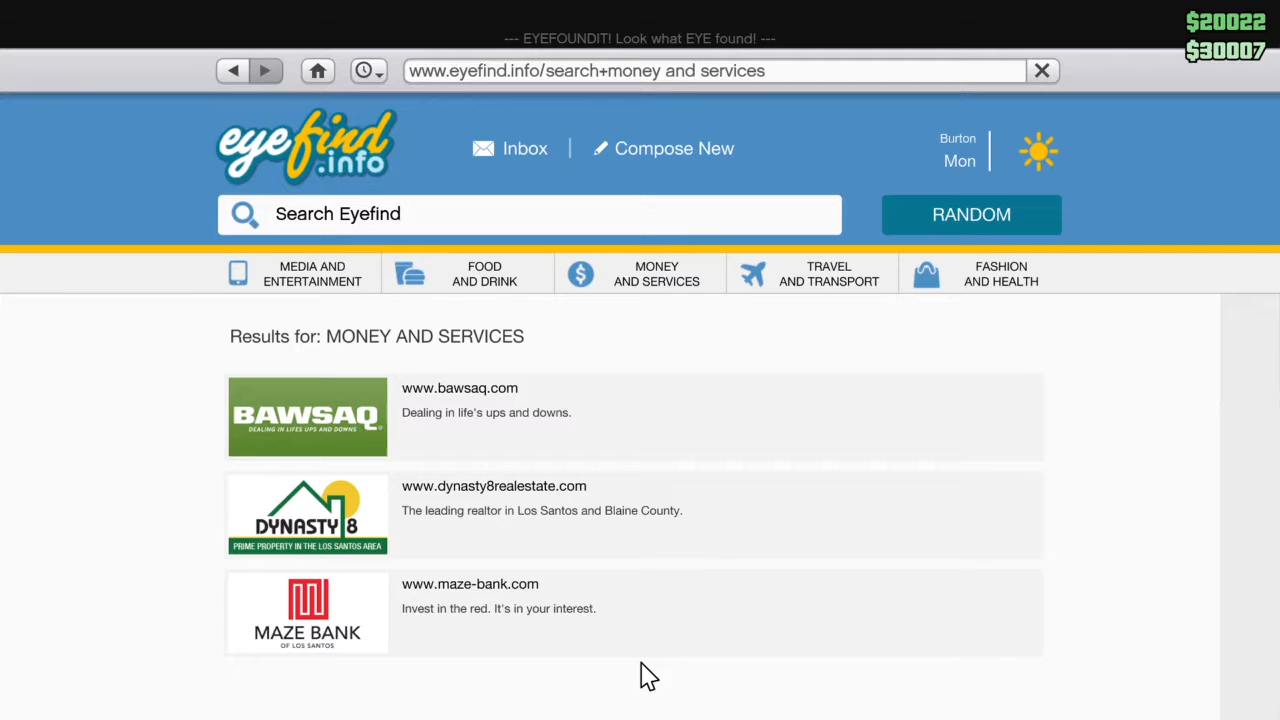 $20022
--- EYEFOUNDIT! Look what EYE found! ---
$30007
www.eyefind.info/search+money and services
eyefind
.info
Inbox
Compose New
Burton
Mon
Search Eyefind
RANDOM
MEDIA AND
ENTERTAINMENT
FOOD
AND DRINK
MONEY
AND SERVICES
TRAVEL
AND TRANSPORT
FASHION
AND HEALTH
Results for: MONEY AND SERVICES
BAWSAQ
DEALING IN LIFES UPS AND DOWNS
www.bawsaq.com
Dealing in life's ups and downs.
DYNASTY 8
PRIME PROPERTY IN THE LOS SANTOS AREA
www.dynasty8realestate.com
The leading realtor in Los Santos and Blaine County.
MAZE BANK
OF LOS SANTOS
www.maze-bank.com
Invest in the red. It's in your interest.